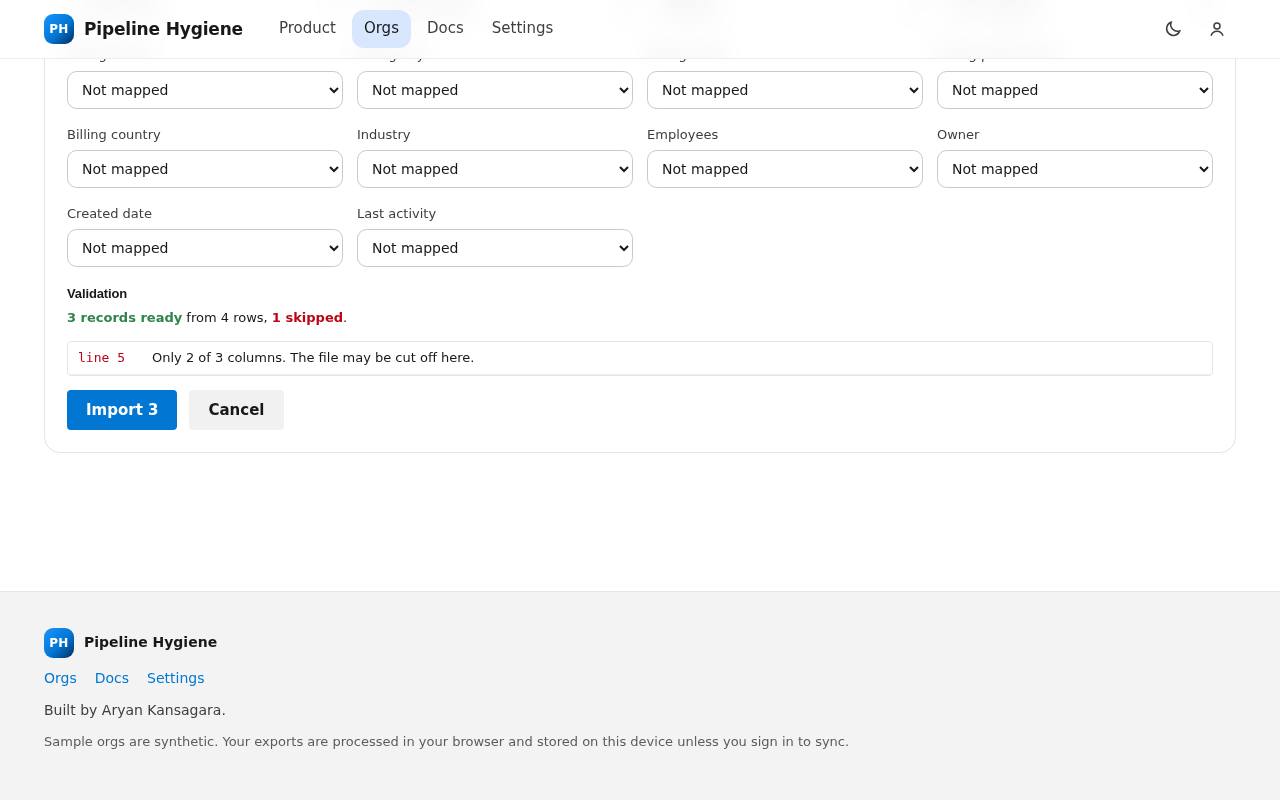 PH Pipeline Hygiene Product Orgs Docs Settings
Not mapped Not mapped Not mapped Not mapped
Billing country Industry Employees Owner
Not mapped Not mapped Not mapped Not mapped
Created date Last activity
Not mapped Not mapped
Validation
3 records ready from 4 rows, 1 skipped.
line 5 Only 2 of 3 columns. The file may be cut off here.
Import 3 Cancel
PH Pipeline Hygiene
Orgs Docs Settings
Built by Aryan Kansagara.
Sample orgs are synthetic. Your exports are processed in your browser and stored on this device unless you sign in to sync.